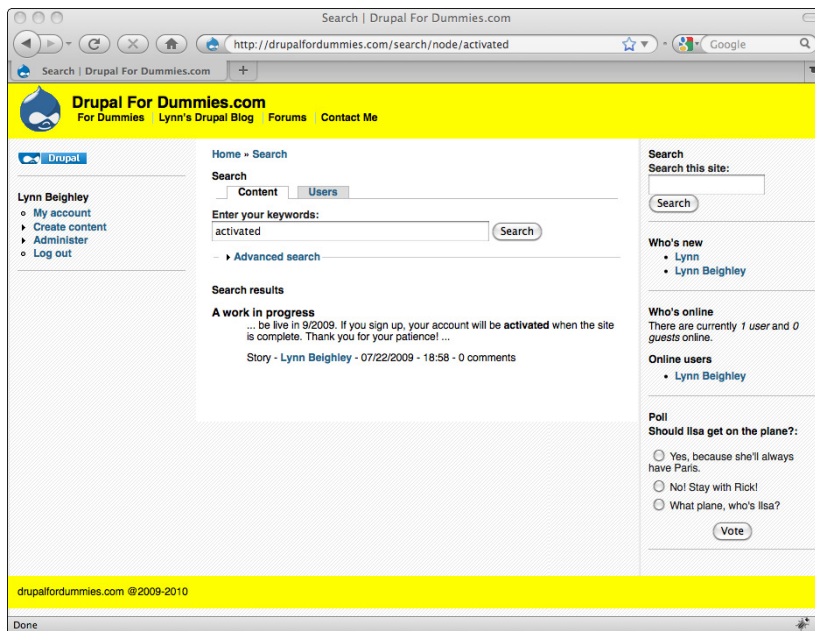 Search | Drupal For Dummies.com
http://drupalfordummies.com/search/node/activated
Google
Search | Drupal For Dummies.com
+
Drupal For Dummies.com
For Dummies Lynn's Drupal Blog Forums Contact Me
Drupal
Lynn Beighley
My account
Create content
Administer
Log out
Home » Search
Search
Content Users
Enter your keywords:
activated Search
Advanced search
Search results
A work in progress
... be live in 9/2009. If you sign up, your account will be activated when the site
is complete. Thank you for your patience! ...
Story - Lynn Beighley - 07/22/2009 - 18:58 - 0 comments
Search
Search this site:
Search
Who's new
Lynn
Lynn Beighley
Who's online
There are currently 1 user and 0
guests online.
Online users
Lynn Beighley
Poll
Should Ilsa get on the plane?:
Yes, because she'll always
have Paris.
No! Stay with Rick!
What plane, who's Ilsa?
Vote
drupalfordummies.com @2009-2010
Done